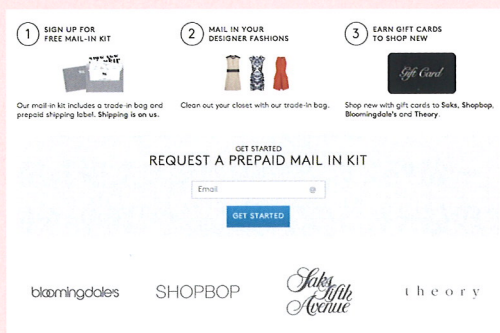 1 SIGN UP FOR
FREE MAIL-IN KIT
Our mail-in kit includes a trade-in bag and
prepaid shipping label. Shipping is on us.
2 MAIL IN YOUR
DESIGNER FASHIONS
Clean out your closet with our trade-in bag.
3 EARN GIFT CARDS
TO SHOP NEW
Gift Card
Shop new with gift cards to Saks, Shopbop,
Bloomingdale's and Theory.
GET STARTED
REQUEST A PREPAID MAIL IN KIT
Email @
GET STARTED
bloomingdale's
SHOPBOP
Saks
Fifth
Avenue
theory